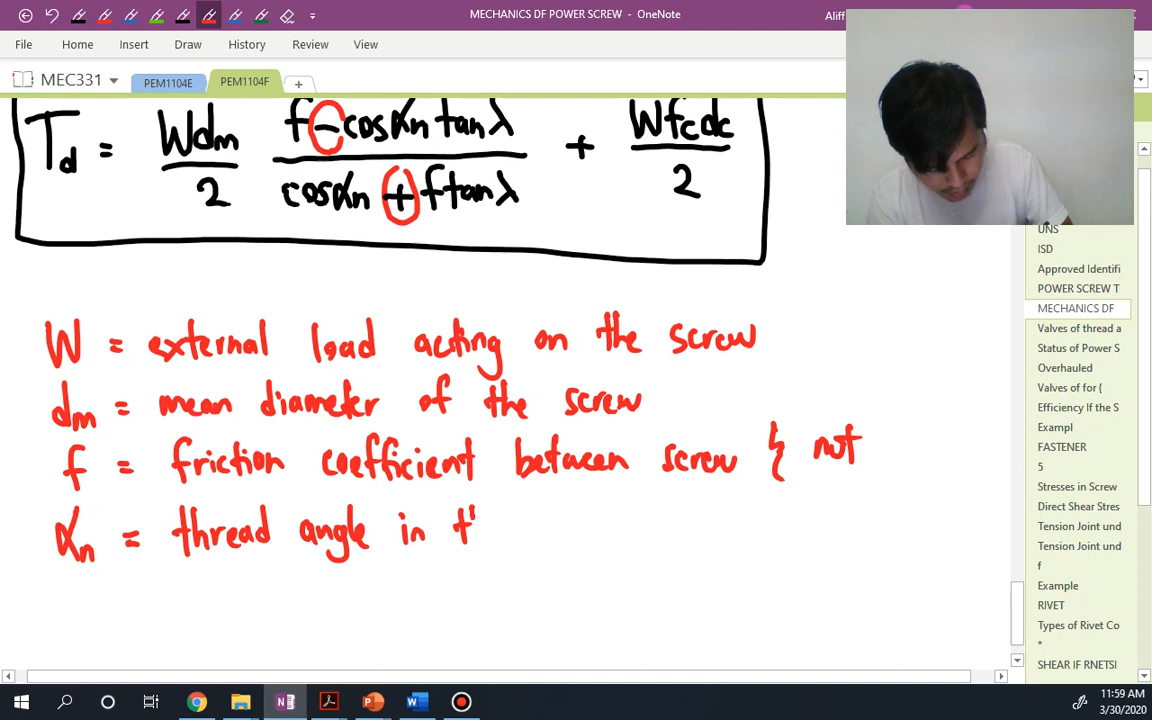 MECHANICS DF POWER SCREW - OneNote
Aliff
File Home Insert Draw History Review View
MEC331 PEM1104E PEM1104F
Td = Wdm/2 f - cosαn tanλ / cosαn + f tanλ + Wfcdc/2
W = external load acting on the screw
dm = mean diameter of the screw
f = friction coefficient between screw } not
αn = thread angle in t
UNS
ISD
Approved Identifi
POWER SCREW T
MECHANICS DF
Valves of thread a
Status of Power S
Overhauled
Valves of for {
Efficiency If the S
Exampl
FASTENER
5
Stresses in Screw
Direct Shear Stres
Tension Joint und
Tension Joint und
f
Example
RIVET
Types of Rivet Co
*
SHEAR IF RNETSI
11:59 AM
3/30/2020